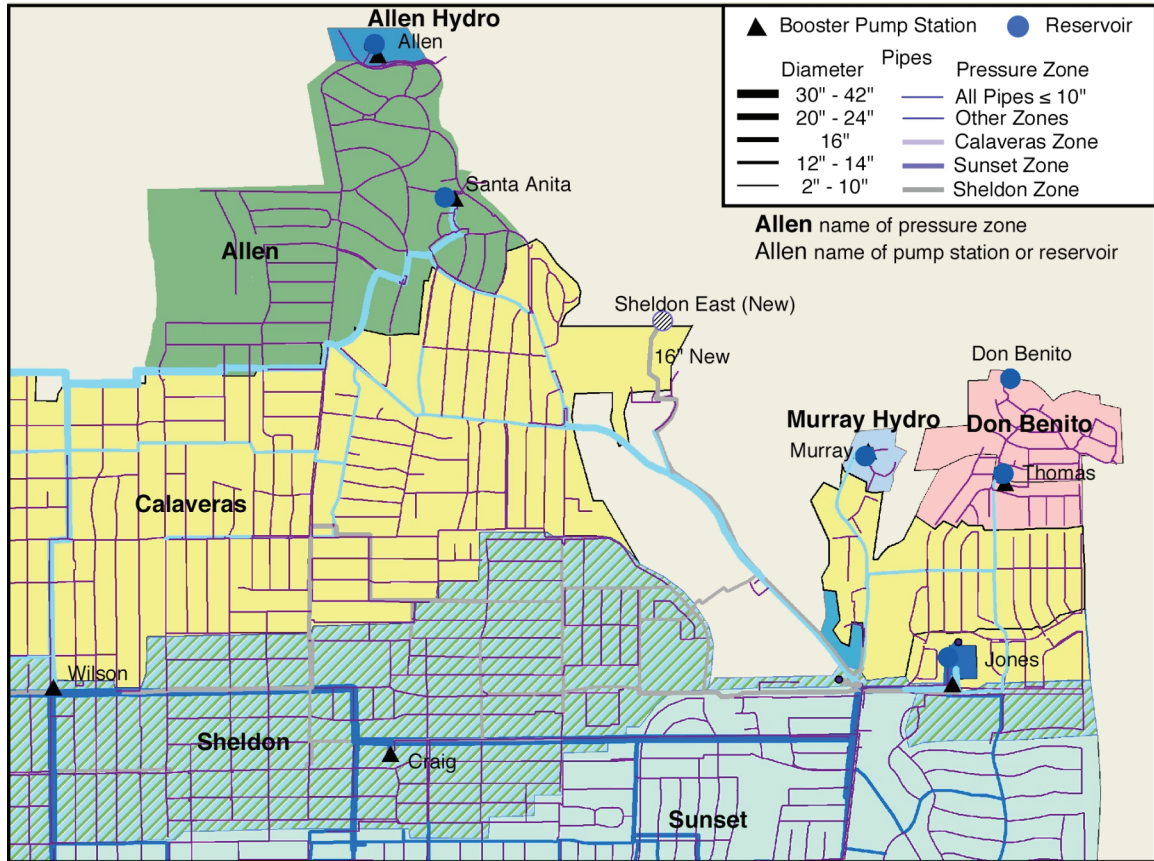 Allen Hydro
Allen
Booster Pump Station
Reservoir
Pipes
Diameter
Pressure Zone
30" - 42"
All Pipes ≤ 10"
20" - 24"
Other Zones
16"
Calaveras Zone
12" - 14"
Sunset Zone
2" - 10"
Sheldon Zone
Allen name of pressure zone
Allen name of pump station or reservoir
Santa Anita
Allen
Sheldon East (New)
16" New
Don Benito
Murray Hydro
Don Benito
Murray
Thomas
Calaveras
Wilson
Jones
Sheldon
Craig
Sunset